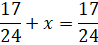 17/24 + x = 17/24